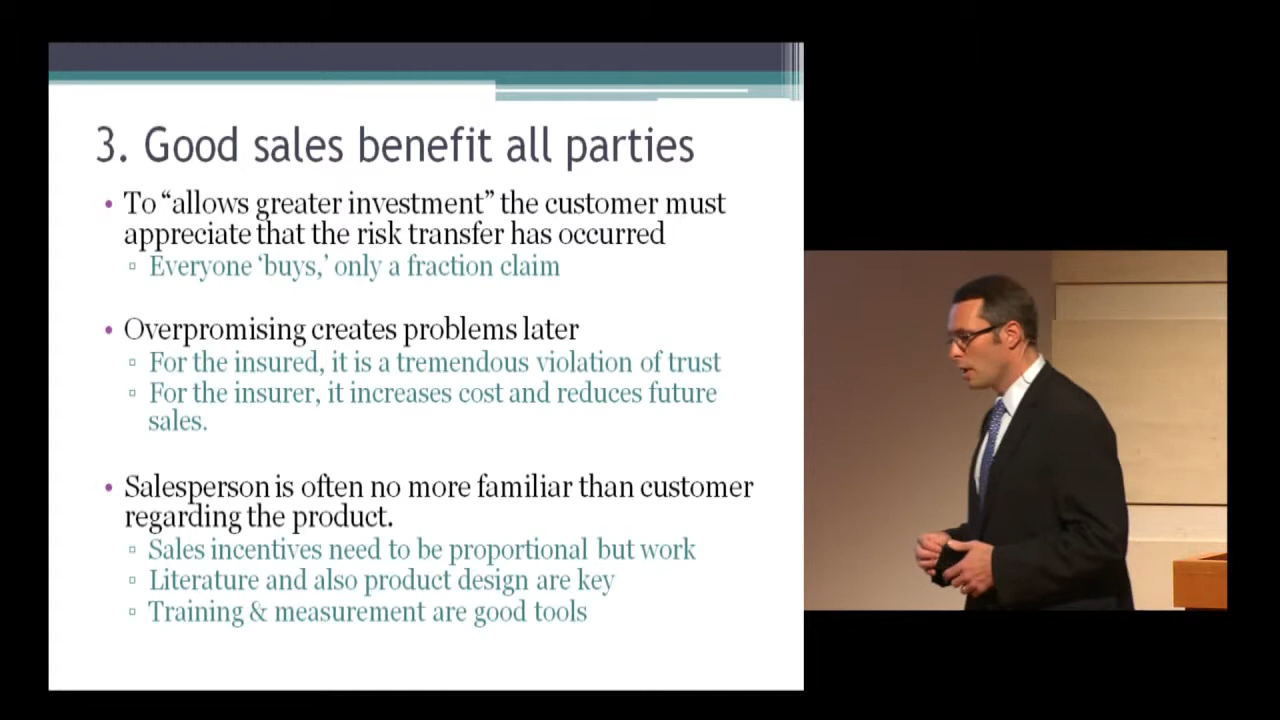 3. Good sales benefit all parties
• To “allows greater investment” the customer must
appreciate that the risk transfer has occurred
▫ Everyone ‘buys,’ only a fraction claim
• Overpromising creates problems later
▫ For the insured, it is a tremendous violation of trust
▫ For the insurer, it increases cost and reduces future
sales.
• Salesperson is often no more familiar than customer
regarding the product.
▫ Sales incentives need to be proportional but work
▫ Literature and also product design are key
▫ Training & measurement are good tools